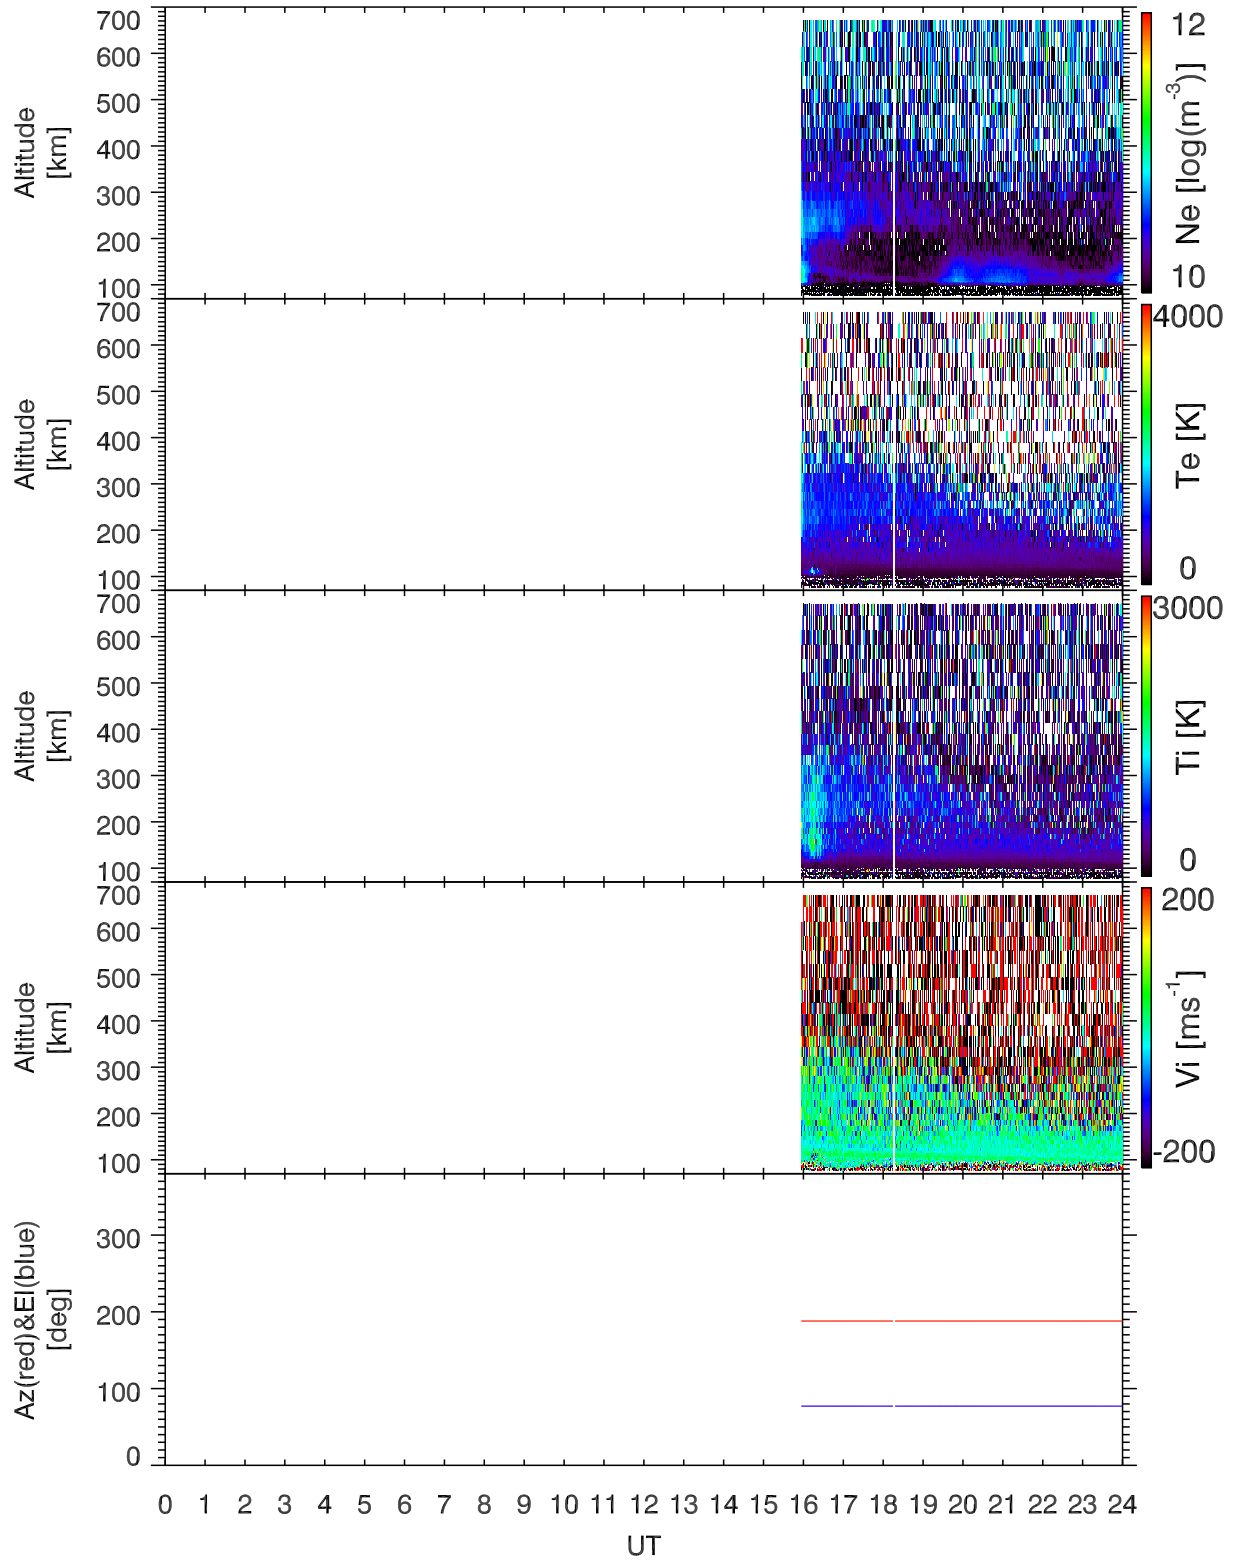 700
600
500
400
300
200
100
Altitude
[km]
12
10
Ne [log(m⁻³)]
700
600
500
400
300
200
100
Altitude
[km]
4000
0
Te [K]
700
600
500
400
300
200
100
Altitude
[km]
3000
0
Ti [K]
700
600
500
400
300
200
100
Altitude
[km]
200
-200
Vi [ms⁻¹]
300
200
100
0
Az(red)&El(blue)
[deg]
0 1 2 3 4 5 6 7 8 9 10 11 12 13 14 15 16 17 18 19 20 21 22 23 24
UT